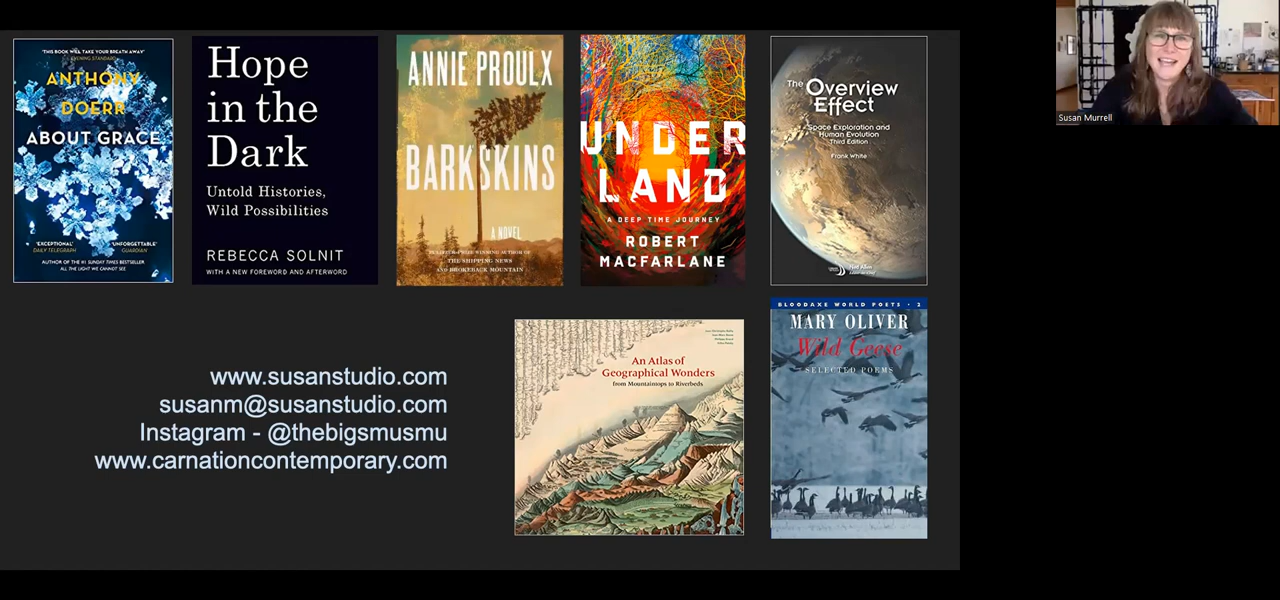 'THIS BOOK WILL TAKE YOUR BREATH AWAY'
EVENING STANDARD
ANTHONY
DOERR
ABOUT GRACE
'EXCEPTIONAL'
DAILY TELEGRAPH
'UNFORGETTABLE'
GUARDIAN
AUTHOR OF THE #1 SUNDAY TIMES BESTSELLER
ALL THE LIGHT WE CANNOT SEE
Hope
in the
Dark
Untold Histories,
Wild Possibilities
REBECCA SOLNIT
WITH A NEW FOREWORD AND AFTERWORD
ANNIE PROULX
BARKSKINS
A NOVEL
PULITZER PRIZE-WINNING AUTHOR OF
THE SHIPPING NEWS
AND BROKEBACK MOUNTAIN
UNDER
LAND
A DEEP TIME JOURNEY
ROBERT
MACFARLANE
The Overview
Effect
Space Exploration and
Human Evolution
Third Edition
Frank White
Susan Murrell
www.susanstudio.com
susanm@susanstudio.com
Instagram - @thebigsmusmu
www.carnationcontemporary.com
An Atlas of
Geographical Wonders
from Mountaintops to Riverbeds
BLOODAXE WORLD POETS · 2
MARY OLIVER
Wild Geese
SELECTED POEMS